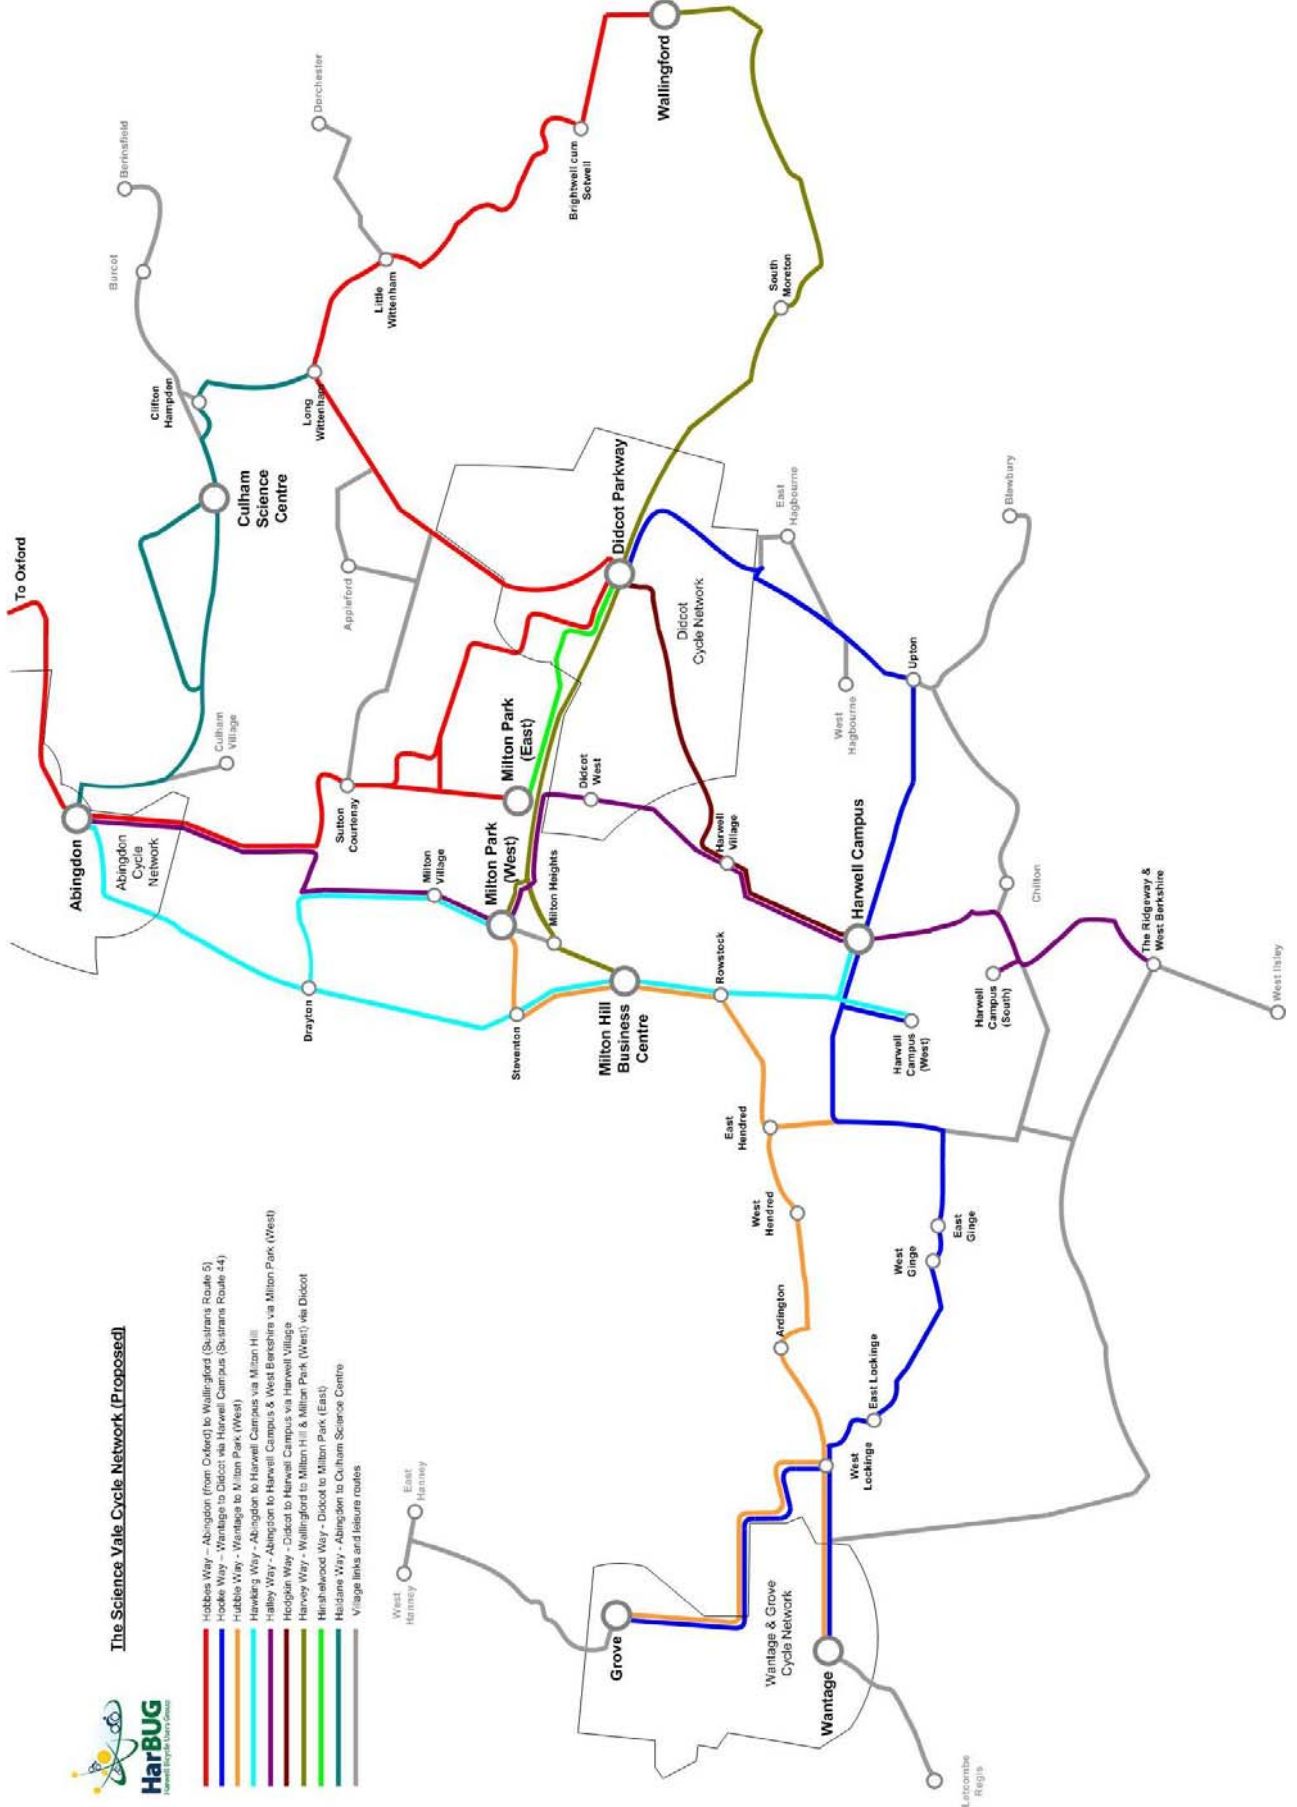 The Science Vale Cycle Network (Proposed)
HarBUG
Harwell Bicycle Users Group
Hobbes Way – Abingdon (from Oxford) to Wallingford (Sustrans Route 5)
Hooke Way – Wantage to Didcot via Harwell Campus (Sustrans Route 44)
Hubble Way - Wantage to Milton Park (West)
Hawking Way - Abingdon to Harwell Campus via Milton Hill
Halley Way - Abingdon to Harwell Campus & West Berkshire via Milton Park (West)
Hodgkin Way - Didcot to Harwell Campus via Harwell Village
Harvey Way - Wallingford to Milton Hill & Milton Park (West) via Didcot
Hinshelwood Way - Didcot to Milton Park (East)
Haldane Way - Abingdon to Culham Science Centre
Village links and leisure routes
To Oxford
Abingdon
Abingdon
Cycle
Network
Culham
Village
Culham
Science
Centre
Clifton
Hampden
Burcot
Berinsfield
Dorchester
Long
Wittenham
Little
Wittenham
Brightwell cum
Sotwell
Wallingford
South
Moreton
Appleford
Sutton
Courtenay
Drayton
Milton
Village
Milton Park
(West)
Milton Park
(East)
Didcot Parkway
Didcot
Cycle Network
Didcot
West
Milton Heights
Steventon
Milton Hill
Business
Centre
Rowstock
Harwell
Village
Harwell Campus
East
Hagbourne
West
Hagbourne
Upton
Blewbury
Chilton
Harwell
Campus
(West)
Harwell
Campus
(South)
The Ridgeway &
West Berkshire
West Ilsley
East
Hendred
West
Hendred
Ardington
East
Ginge
West
Ginge
East Lockinge
West
Lockinge
East
Hanney
West
Hanney
Grove
Wantage & Grove
Cycle Network
Wantage
Letcombe
Regis